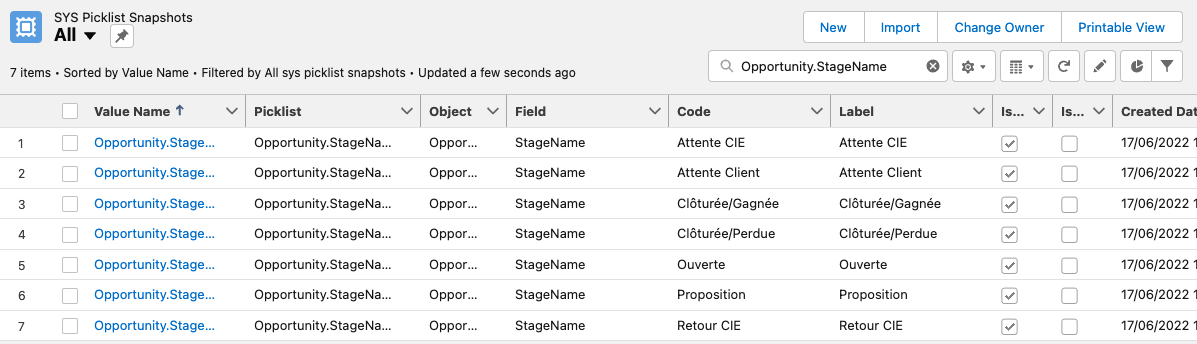 SYS Picklist Snapshots
All
New Import Change Owner Printable View
7 items • Sorted by Value Name • Filtered by All sys picklist snapshots • Updated a few seconds ago
Opportunity.StageName
Value Name Picklist Object Field Code Label Is... Is... Created Dat
1 Opportunity.Stage... Opportunity.StageNa... Oppor... StageName Attente CIE Attente CIE 17/06/2022 1
2 Opportunity.Stage... Opportunity.StageNa... Oppor... StageName Attente Client Attente Client 17/06/2022 1
3 Opportunity.Stage... Opportunity.StageNa... Oppor... StageName Clôturée/Gagnée Clôturée/Gagnée 17/06/2022 1
4 Opportunity.Stage... Opportunity.StageNa... Oppor... StageName Clôturée/Perdue Clôturée/Perdue 17/06/2022 1
5 Opportunity.Stage... Opportunity.StageNa... Oppor... StageName Ouverte Ouverte 17/06/2022 1
6 Opportunity.Stage... Opportunity.StageNa... Oppor... StageName Proposition Proposition 17/06/2022 1
7 Opportunity.Stage... Opportunity.StageNa... Oppor... StageName Retour CIE Retour CIE 17/06/2022 1